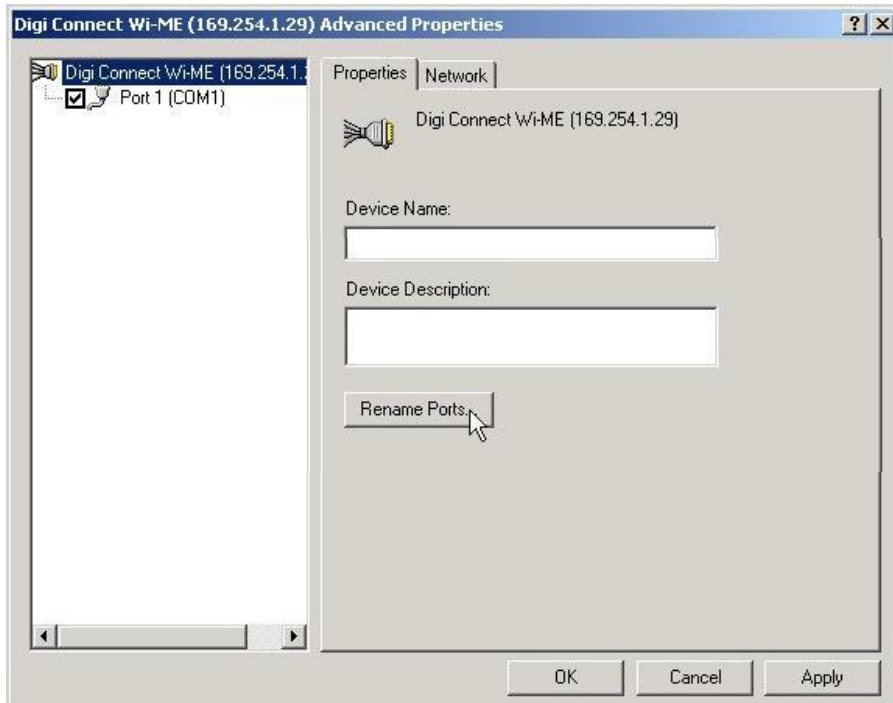 Digi Connect Wi-ME (169.254.1.29) Advanced Properties
Digi Connect Wi-ME (169.254.1.
Port 1 (COM1)
Properties
Network
Digi Connect Wi-ME (169.254.1.29)
Device Name:
Device Description:
Rename Ports...
OK
Cancel
Apply